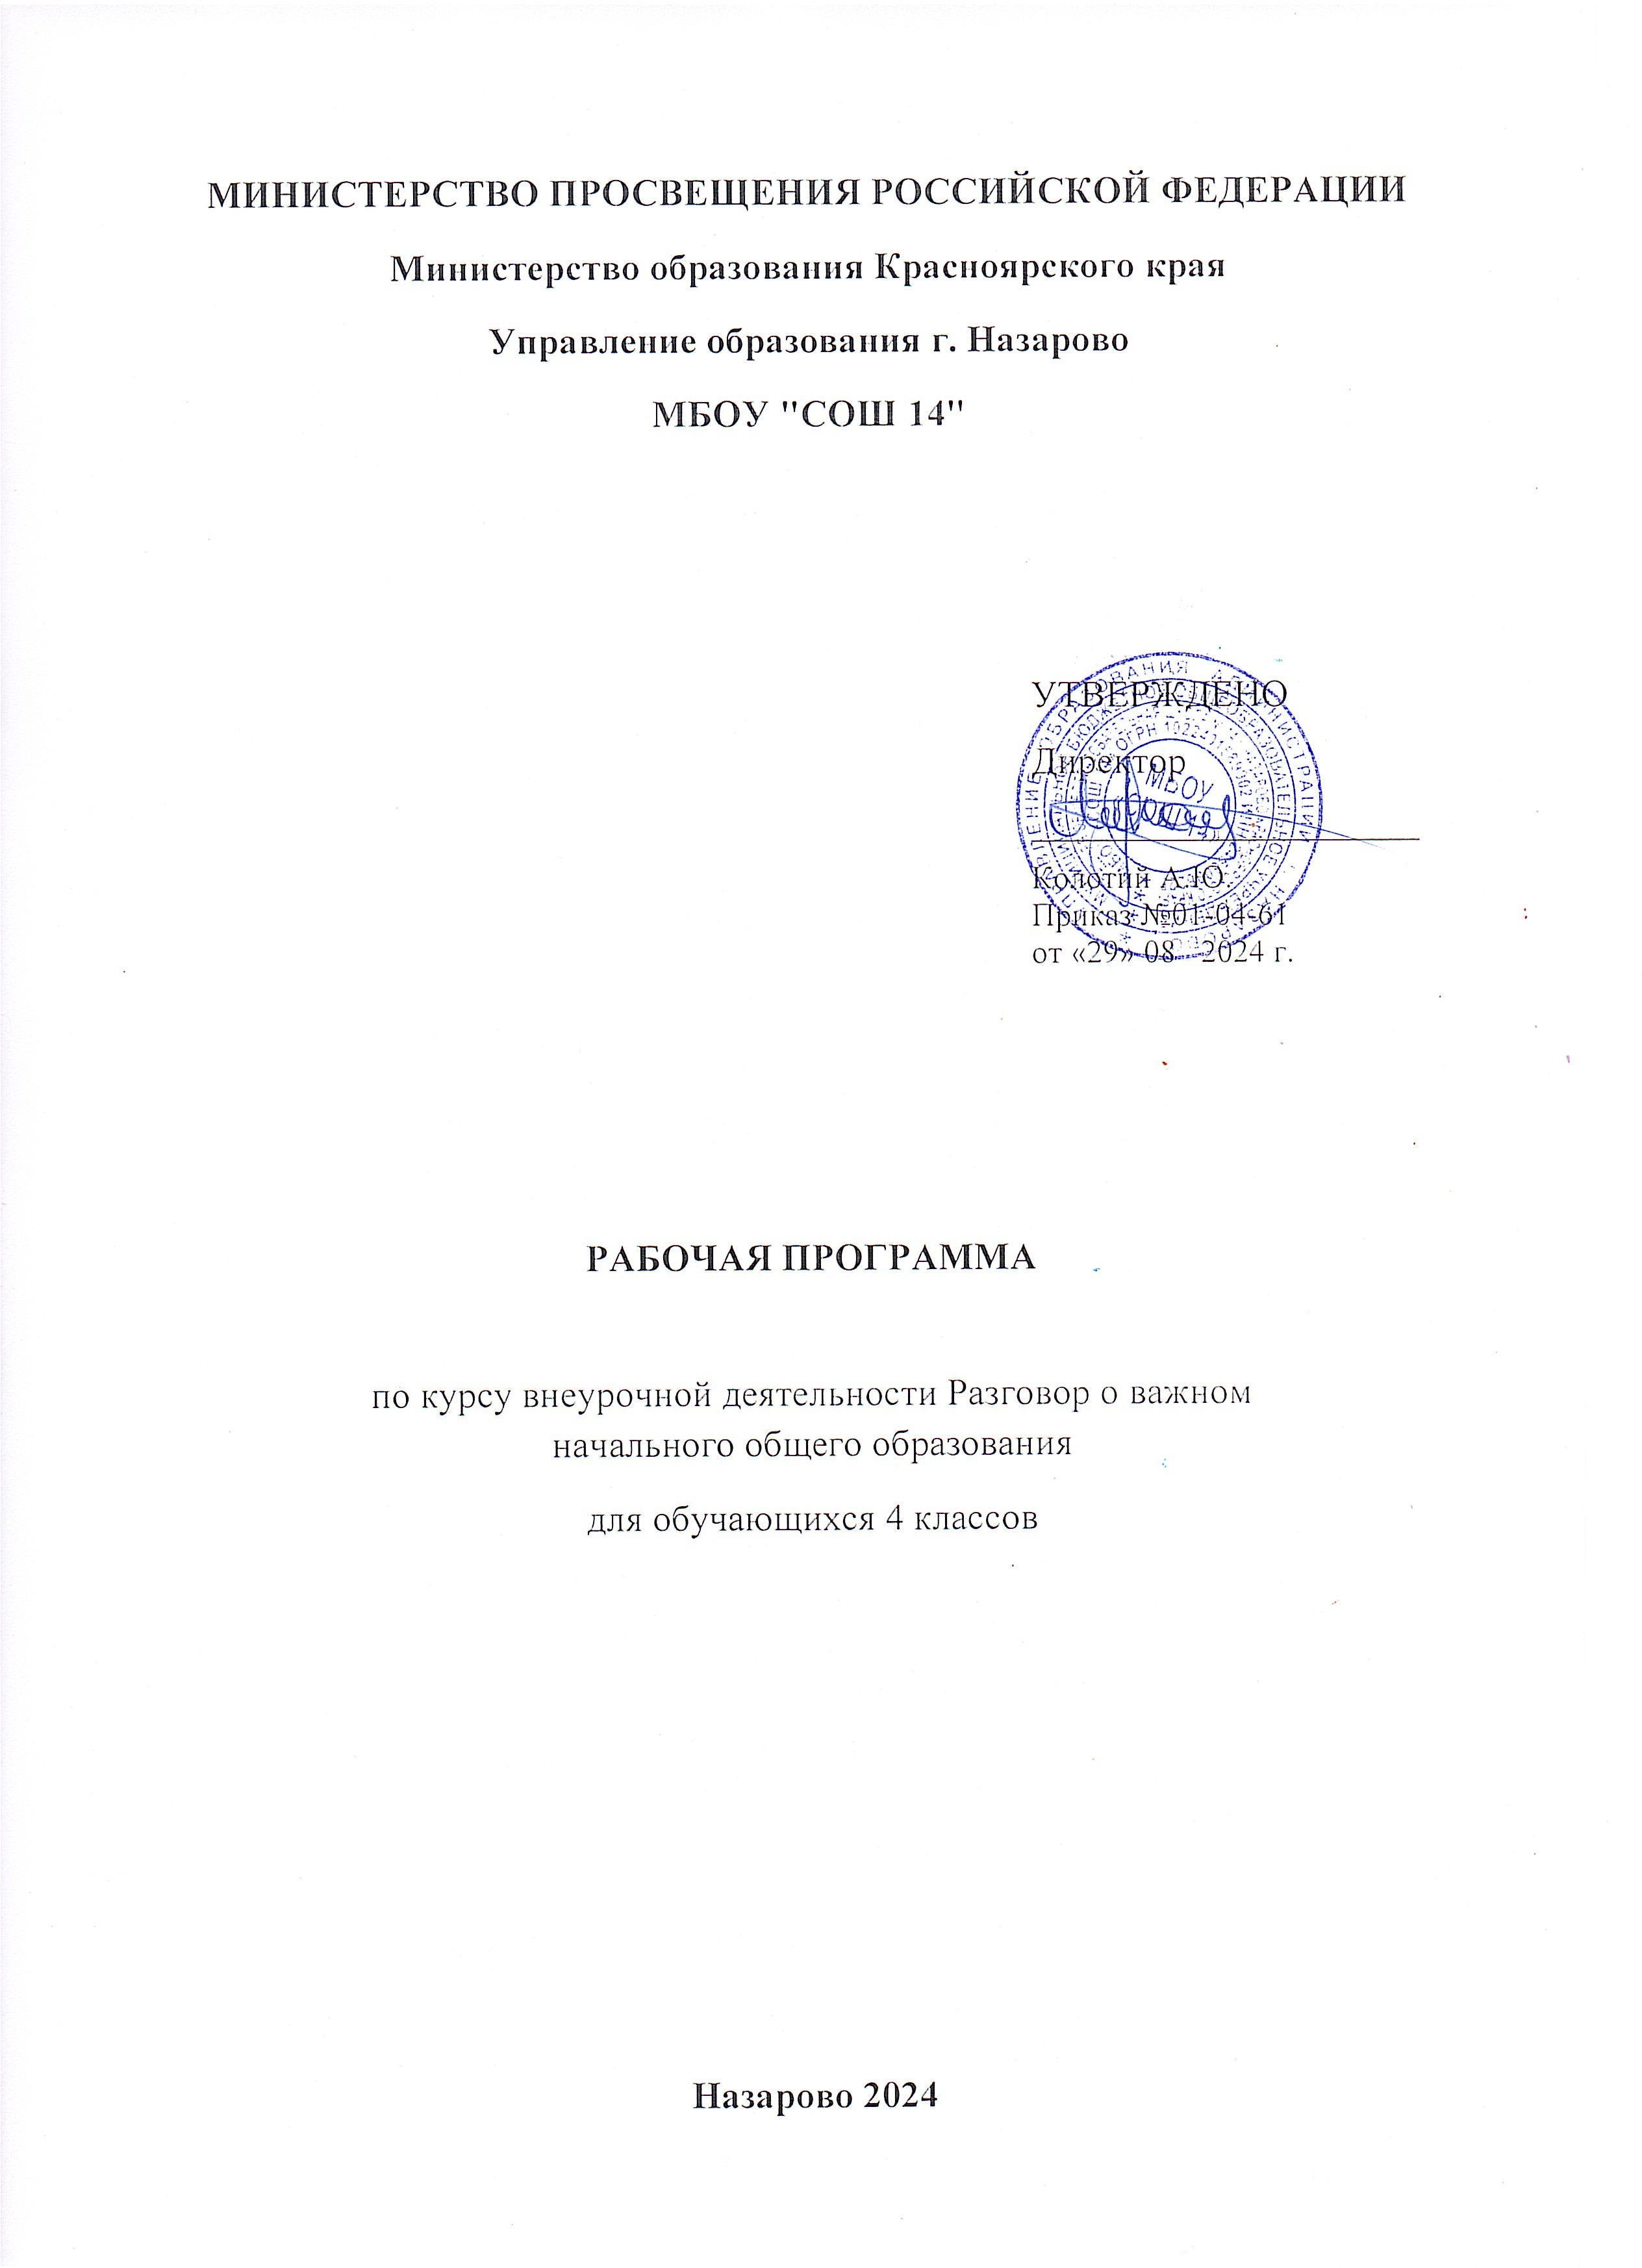 МИНИСТЕРСТВО ПРОСВЕЩЕНИЯ РОССИЙСКОЙ ФЕДЕРАЦИИ
Министерство образования Красноярского края
Управление образования г. Назарово
МБОУ "СОШ 14"
УТВЕРЖДЕНО
Директор
МБОУ
Колотий А.Ю.
Приказ №01-04-61
от «29» 08 2024 г.
РАБОЧАЯ ПРОГРАММА
по курсу внеурочной деятельности Разговор о важном
начального общего образования
для обучающихся 4 классов
Назарово 2024